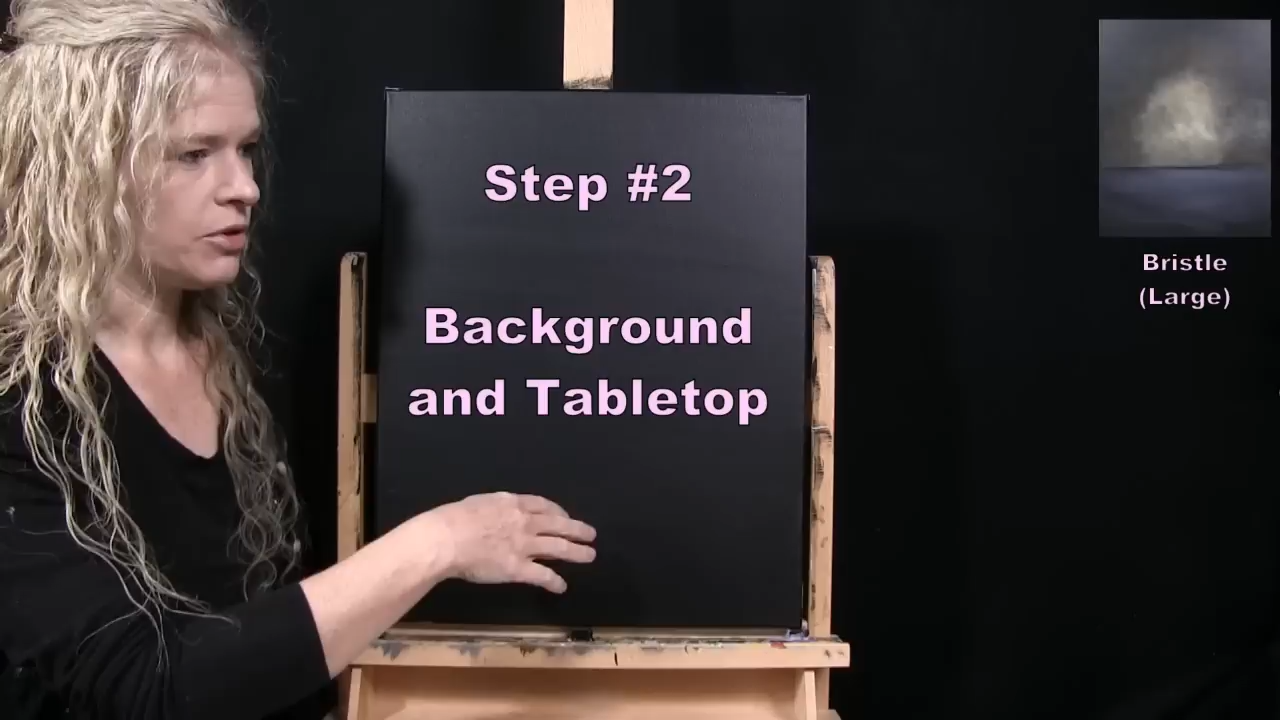 Step #2
Background
and Tabletop
Bristle
(Large)